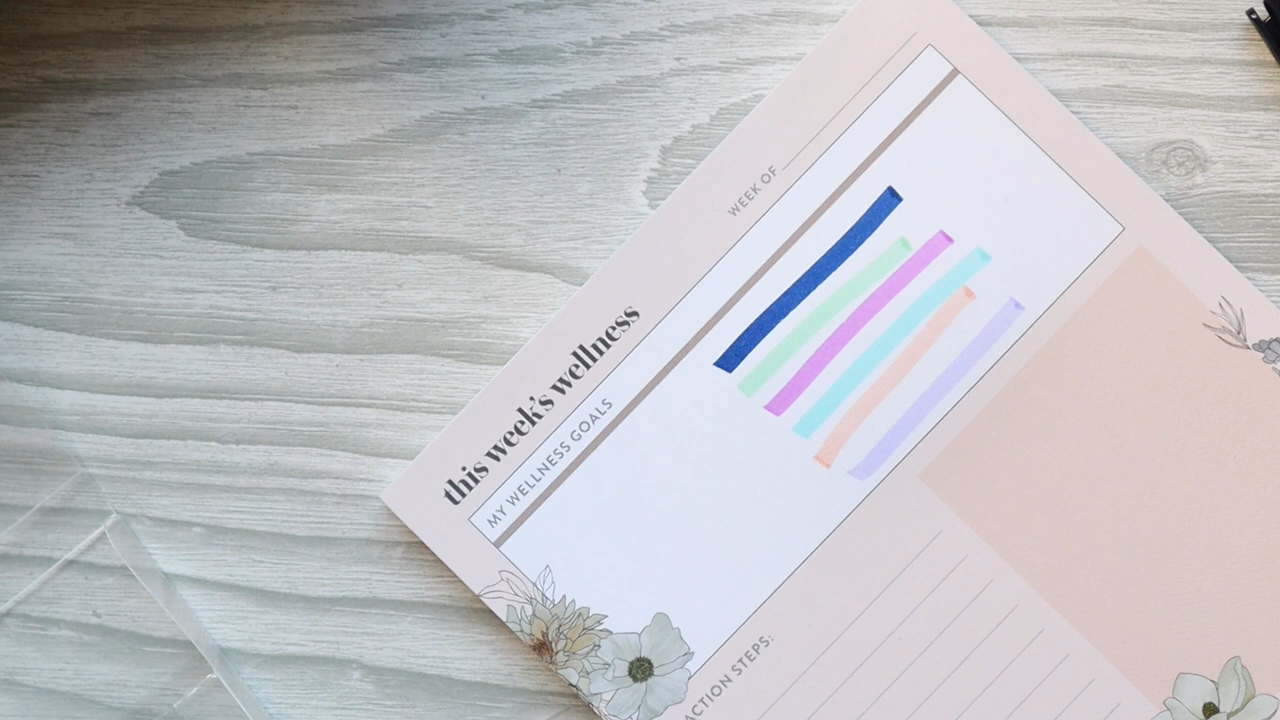 WEEK OF
this week's wellness
MY WELLNESS GOALS
ACTION STEPS: